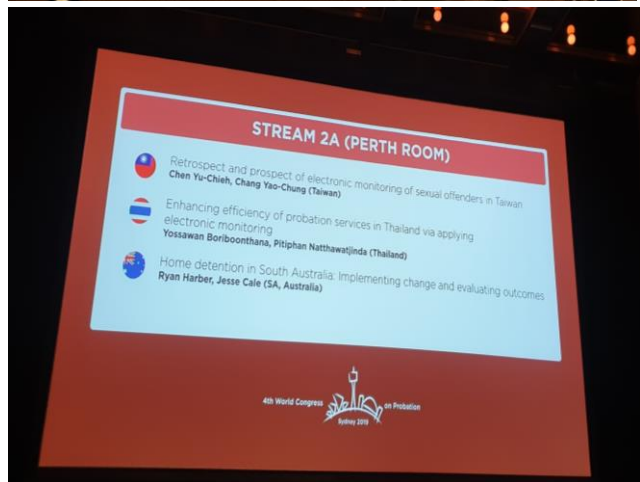 STREAM 2A (PERTH ROOM)
Retrospect and prospect of electronic monitoring of sexual offenders in Taiwan
Chen Yu-Chieh, Chang Yao-Chung (Taiwan)
Enhancing efficiency of probation services in Thailand via applying
electronic monitoring
Yossawan Boriboonthana, Pitiphan Natthawatjinda (Thailand)
Home detention in South Australia: Implementing change and evaluating outcomes
Ryan Harber, Jesse Cale (SA, Australia)
4th World Congress on Probation
Sydney 2019